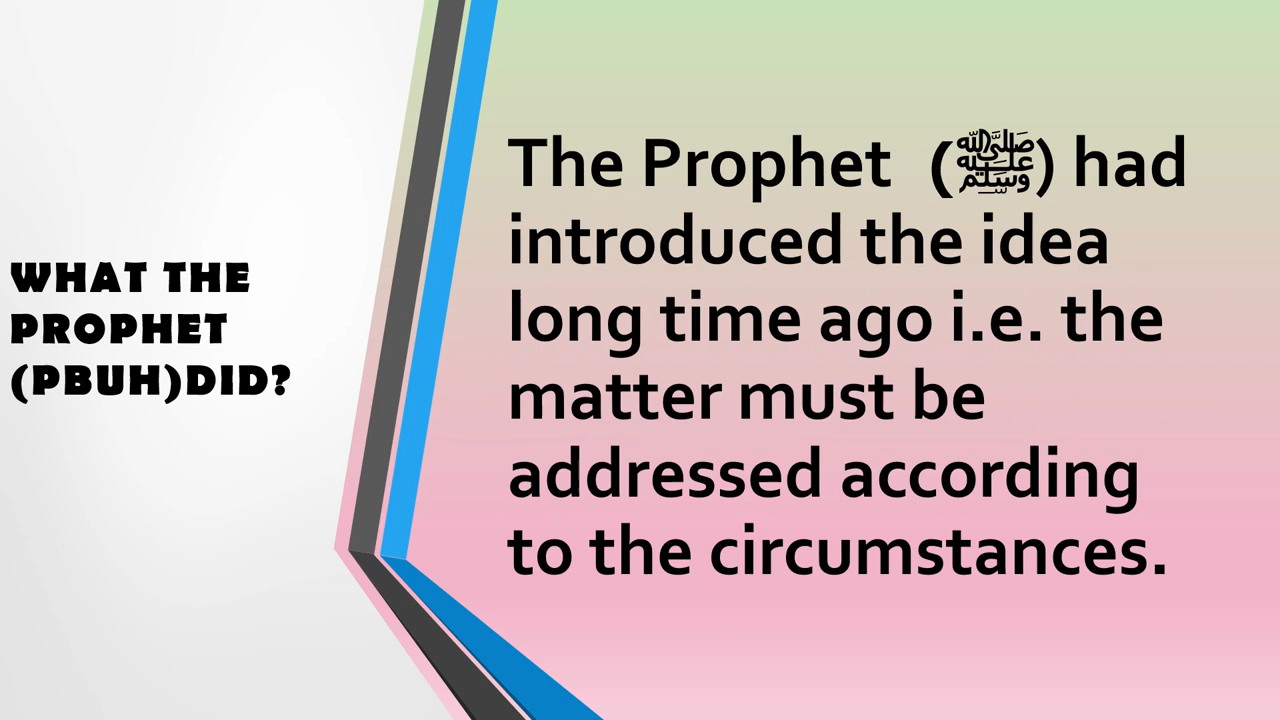 WHAT THE
PROPHET
(PBUH)DID?
The Prophet (ﷺ) had
introduced the idea
long time ago i.e. the
matter must be
addressed according
to the circumstances.